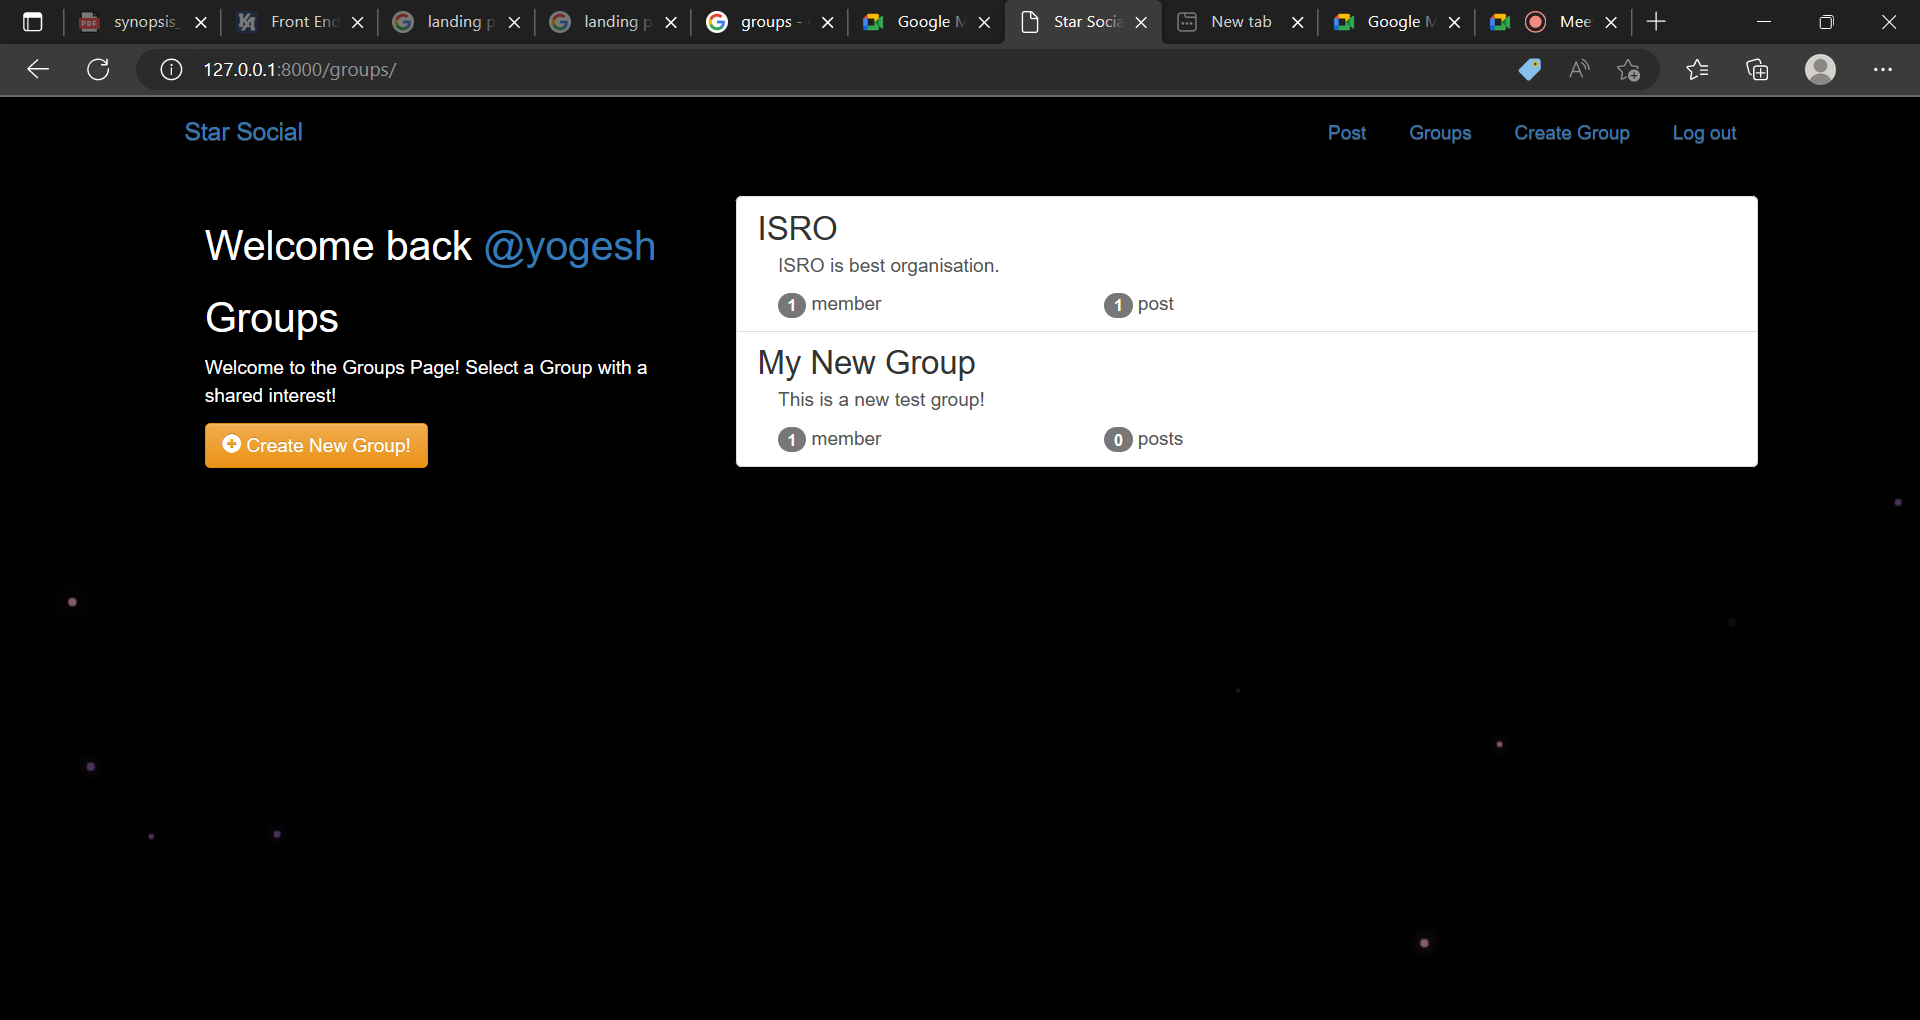 synopsis_
Front End
landing p
landing p
groups -
Google M
Star Socia
New tab
Google M
Mee
127.0.0.1:8000/groups/
Star Social
Post
Groups
Create Group
Log out
Welcome back @yogesh
Groups
Welcome to the Groups Page! Select a Group with a
shared interest!
Create New Group!
ISRO
ISRO is best organisation.
1 member
1 post
My New Group
This is a new test group!
1 member
0 posts